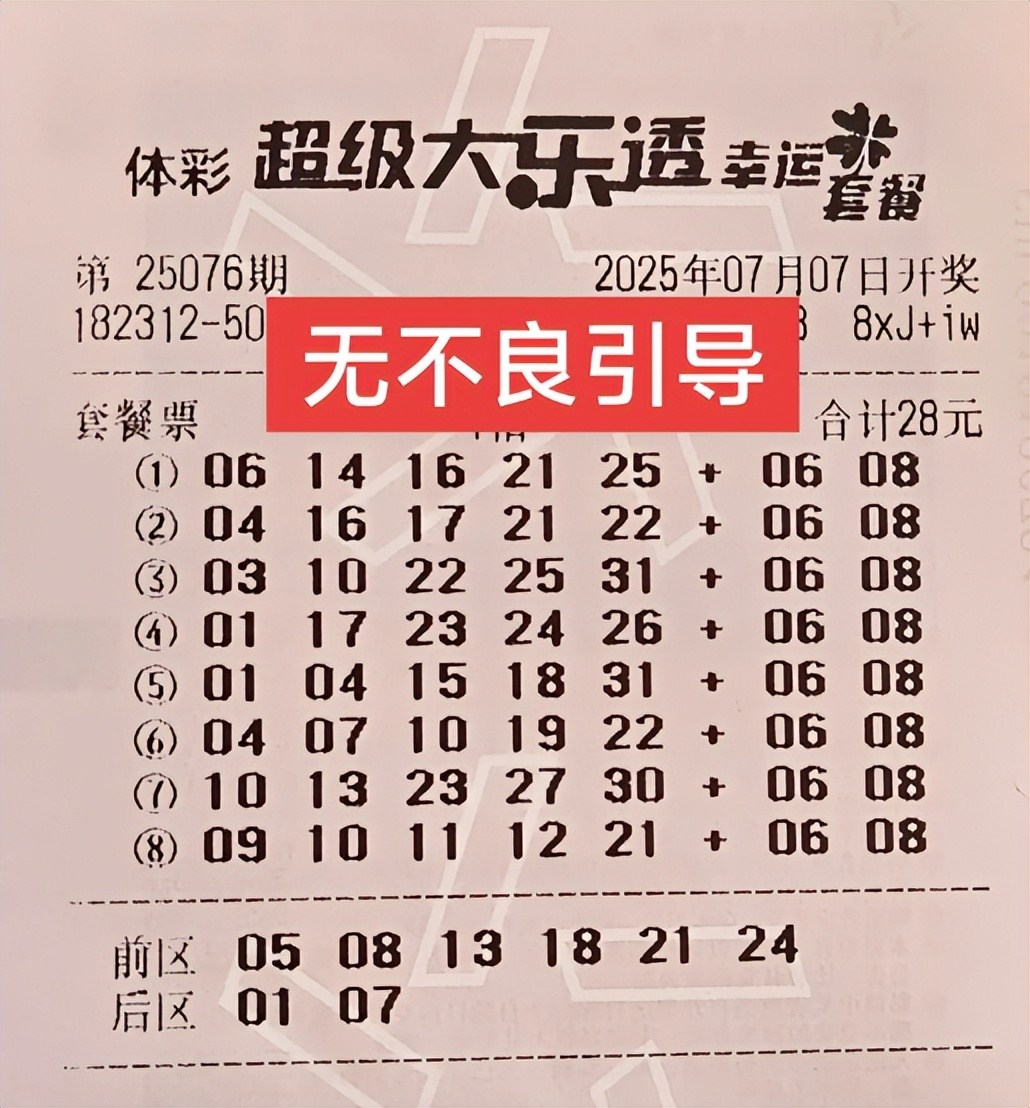 体彩 超级大乐透 幸运套餐
第 25076期 2025年07月07日开奖
182312-50 8xJ+iw
无不良引导
套餐票 合计28元
(1) 06 14 16 21 25 + 06 08
(2) 04 16 17 21 22 + 06 08
(3) 03 10 22 25 31 + 06 08
(4) 01 17 23 24 26 + 06 08
(5) 01 04 15 18 31 + 06 08
(6) 04 07 10 19 22 + 06 08
(7) 10 13 23 27 30 + 06 08
(8) 09 10 11 12 21 + 06 08
前区 05 08 13 18 21 24
后区 01 07